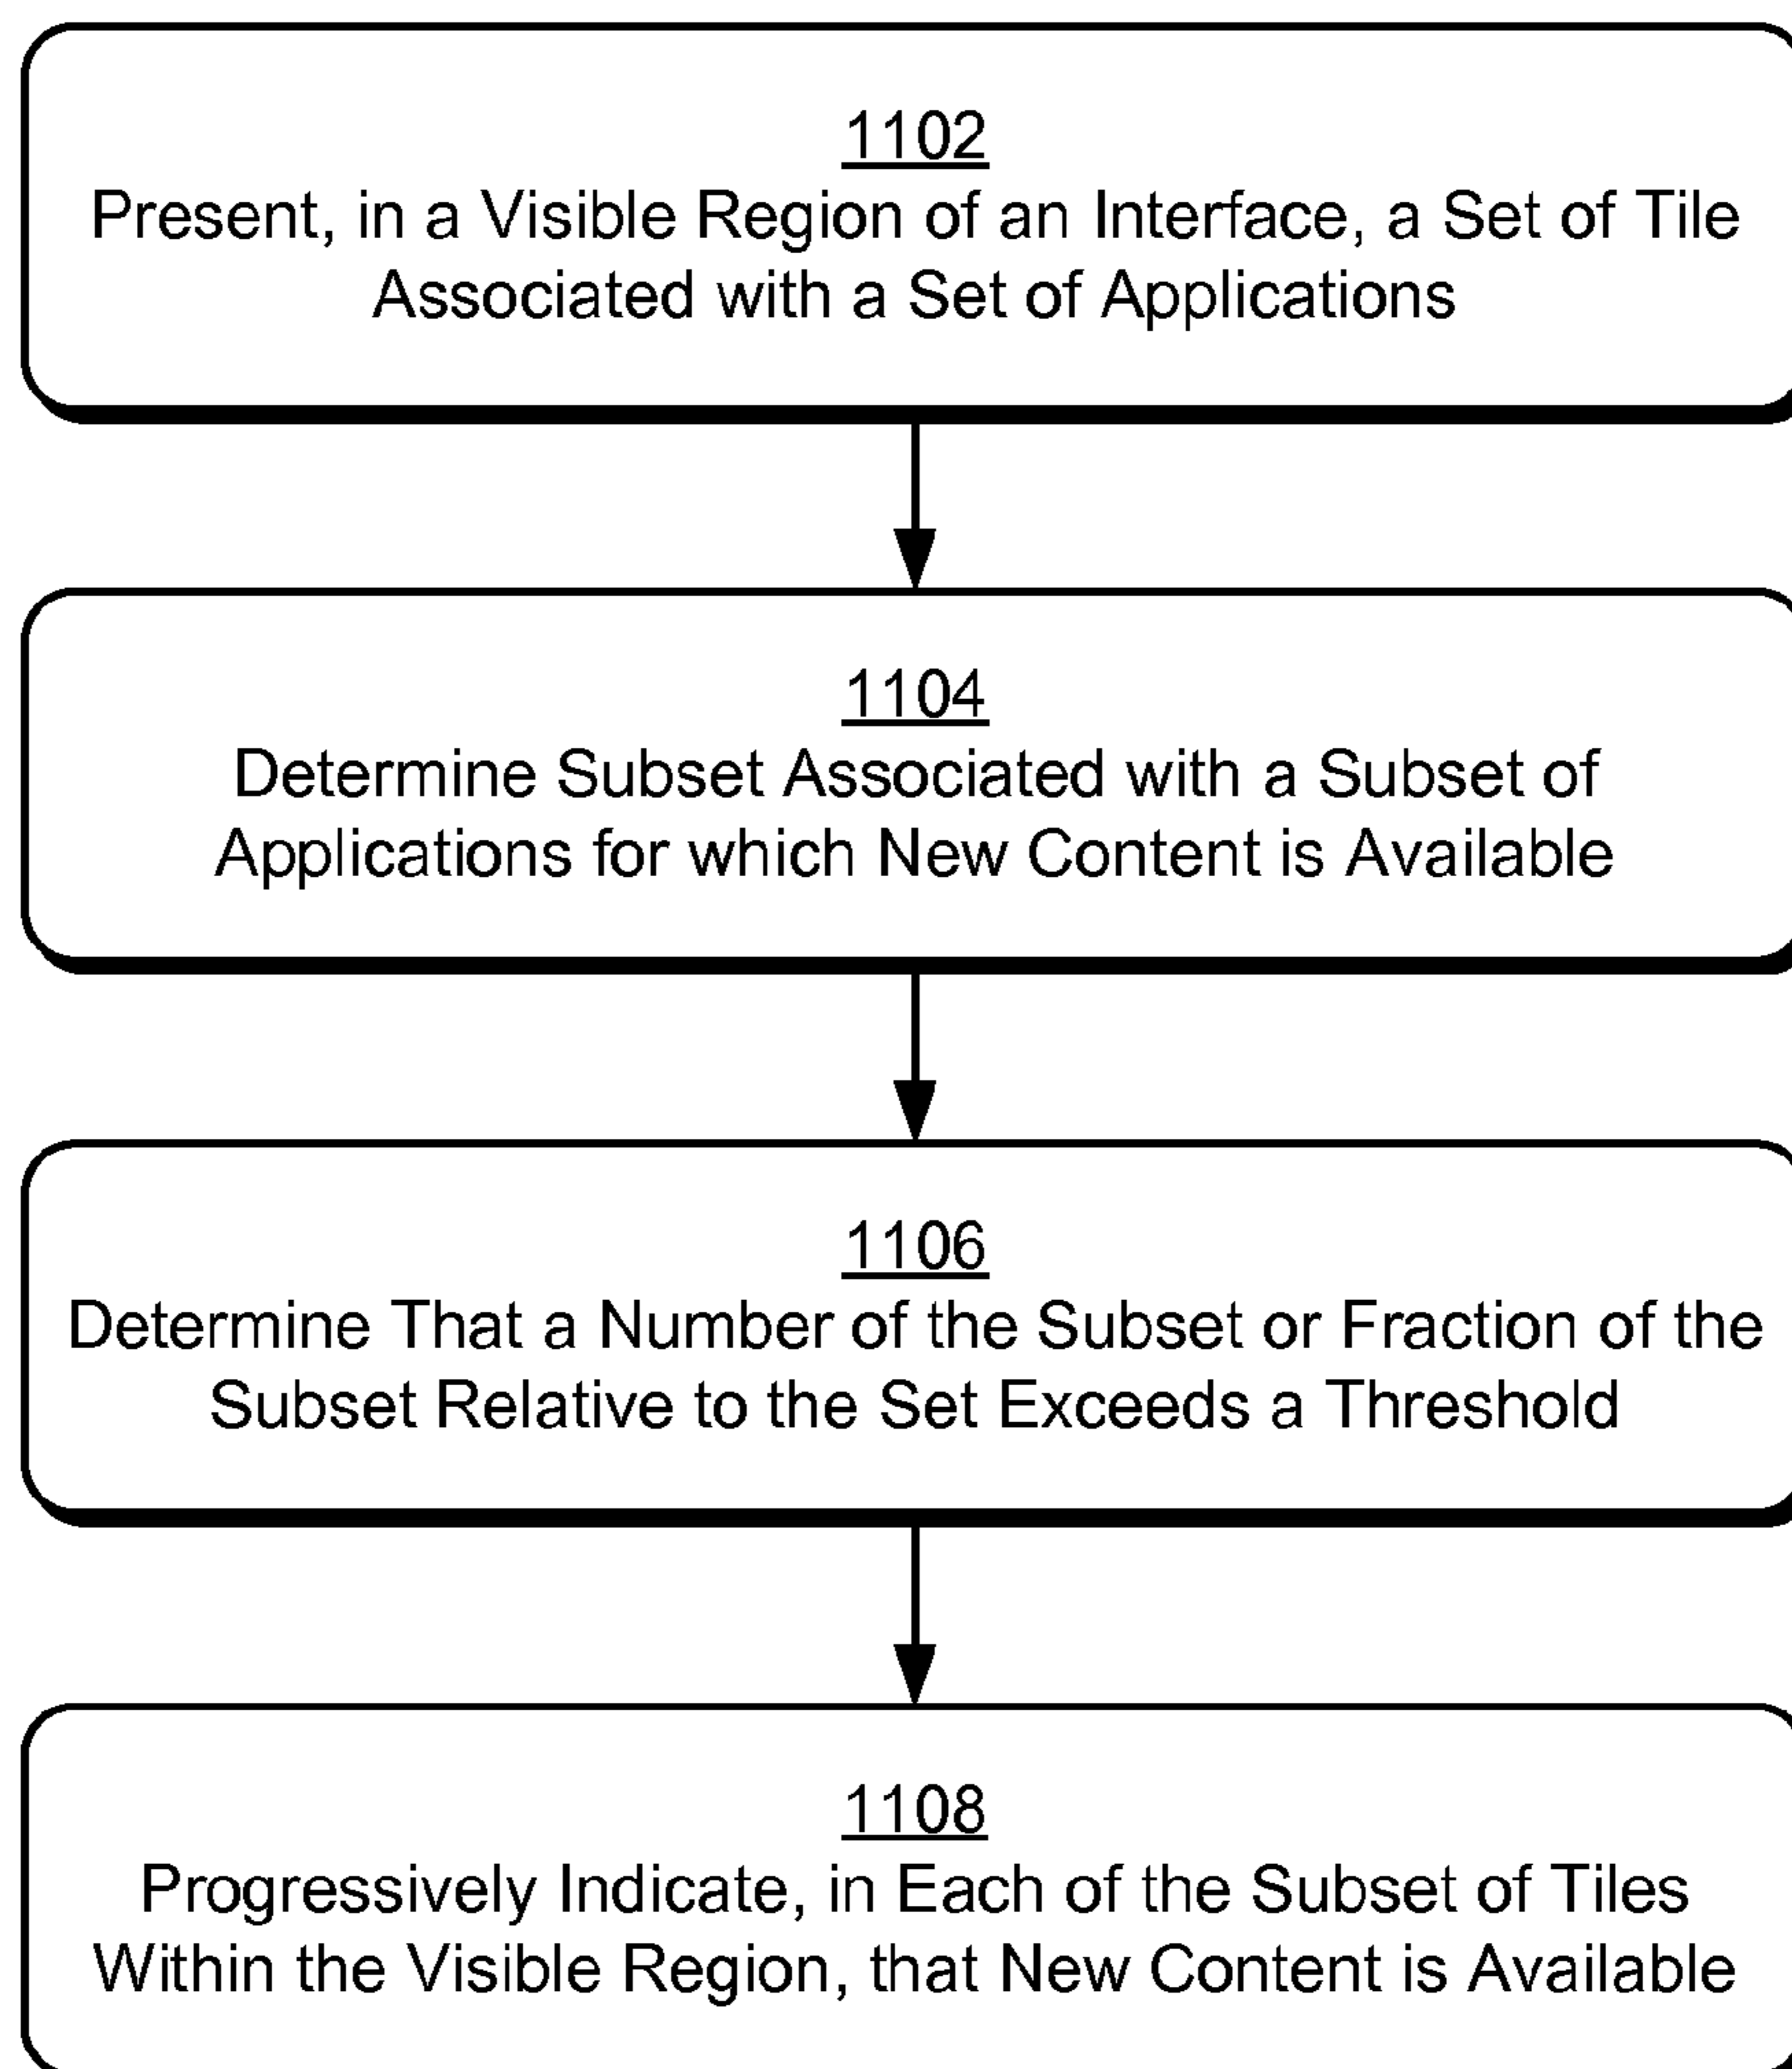 1102
Present, in a Visible Region of an Interface, a Set of Tile
Associated with a Set of Applications
1104
Determine Subset Associated with a Subset of
Applications for which New Content is Available
1106
Determine That a Number of the Subset or Fraction of the
Subset Relative to the Set Exceeds a Threshold
1108
Progressively Indicate, in Each of the Subset of Tiles
Within the Visible Region, that New Content is Available